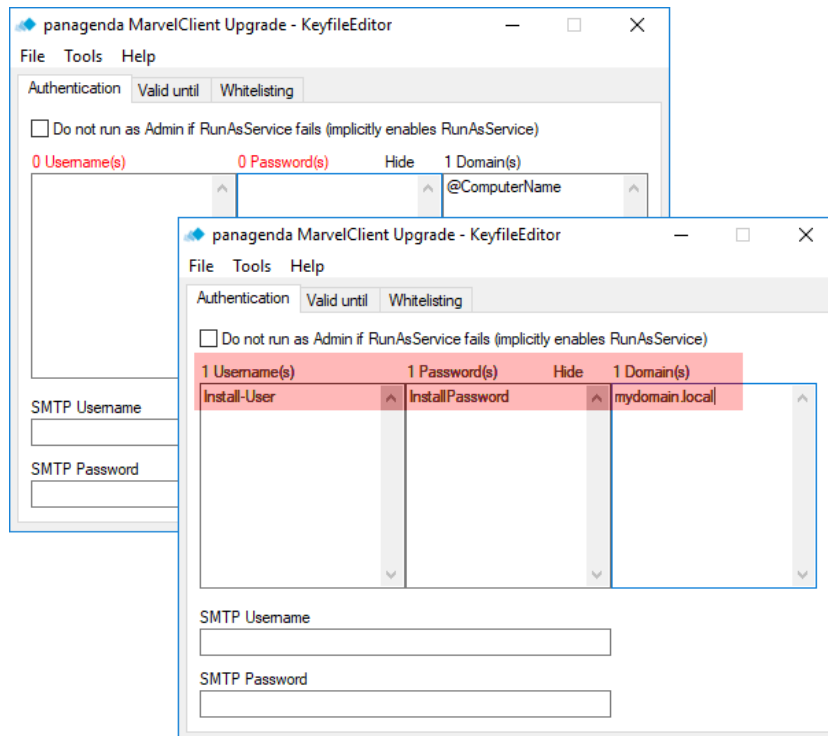 panagenda MarvelClient Upgrade - KeyfileEditor
File Tools Help
Authentication Valid until Whitelisting
Do not run as Admin if RunAsService fails (implicitly enables RunAsService)
0 Username(s) 0 Password(s) Hide 1 Domain(s)
@ComputerName
SMTP Username
SMTP Password
panagenda MarvelClient Upgrade - KeyfileEditor
File Tools Help
Authentication Valid until Whitelisting
Do not run as Admin if RunAsService fails (implicitly enables RunAsService)
1 Username(s) 1 Password(s) Hide 1 Domain(s)
Install-User InstallPassword mydomain.local
SMTP Username
SMTP Password